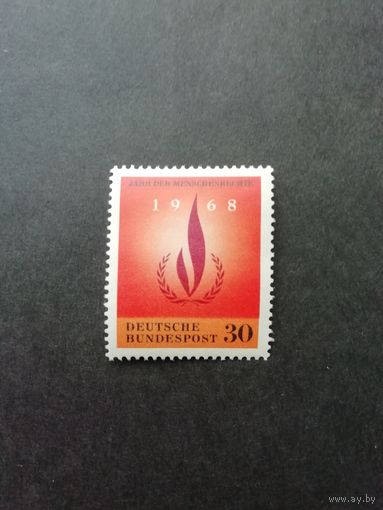 JAHR DER MENSCHENRECHTE
1968
DEUTSCHE
BUNDESPOST 30
www.ay.by